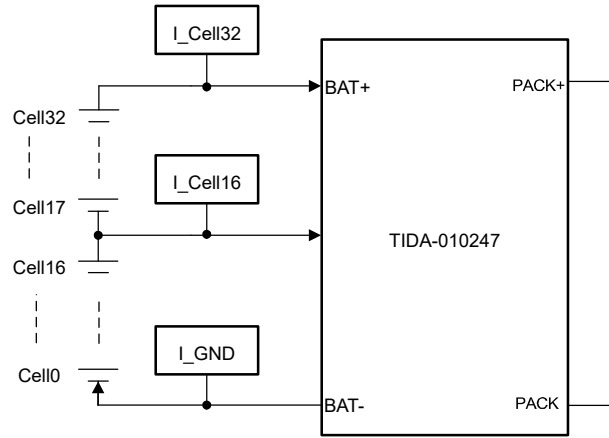 I_Cell32
BAT+
PACK+
Cell32
I_Cell16
Cell17
TIDA-010247
Cell16
I_GND
Cell0
BAT-
PACK